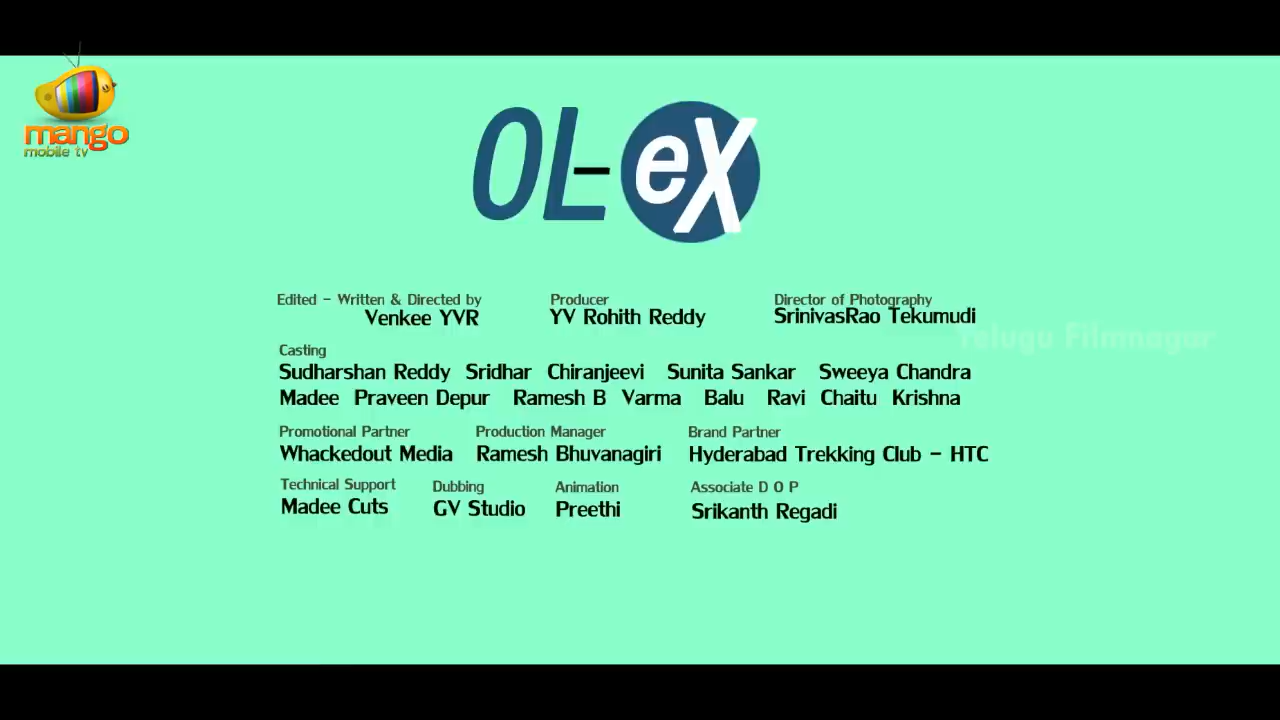 mango
mobile tv
OL-eX
Edited - Written & Directed by Producer Director of Photography
Venkee YVR YV Rohith Reddy SrinivasRao Tekumudi
Telugu Filmnagar
Casting
Sudharshan Reddy Sridhar Chiranjeevi Sunita Sankar Sweeya Chandra
Madee Praveen Depur Ramesh B Varma Balu Ravi Chaitu Krishna
Promotional Partner Production Manager Brand Partner
Whackedout Media Ramesh Bhuvanagiri Hyderabad Trekking Club - HTC
Technical Support Dubbing Animation Associate D O P
Madee Cuts GV Studio Preethi Srikanth Regadi